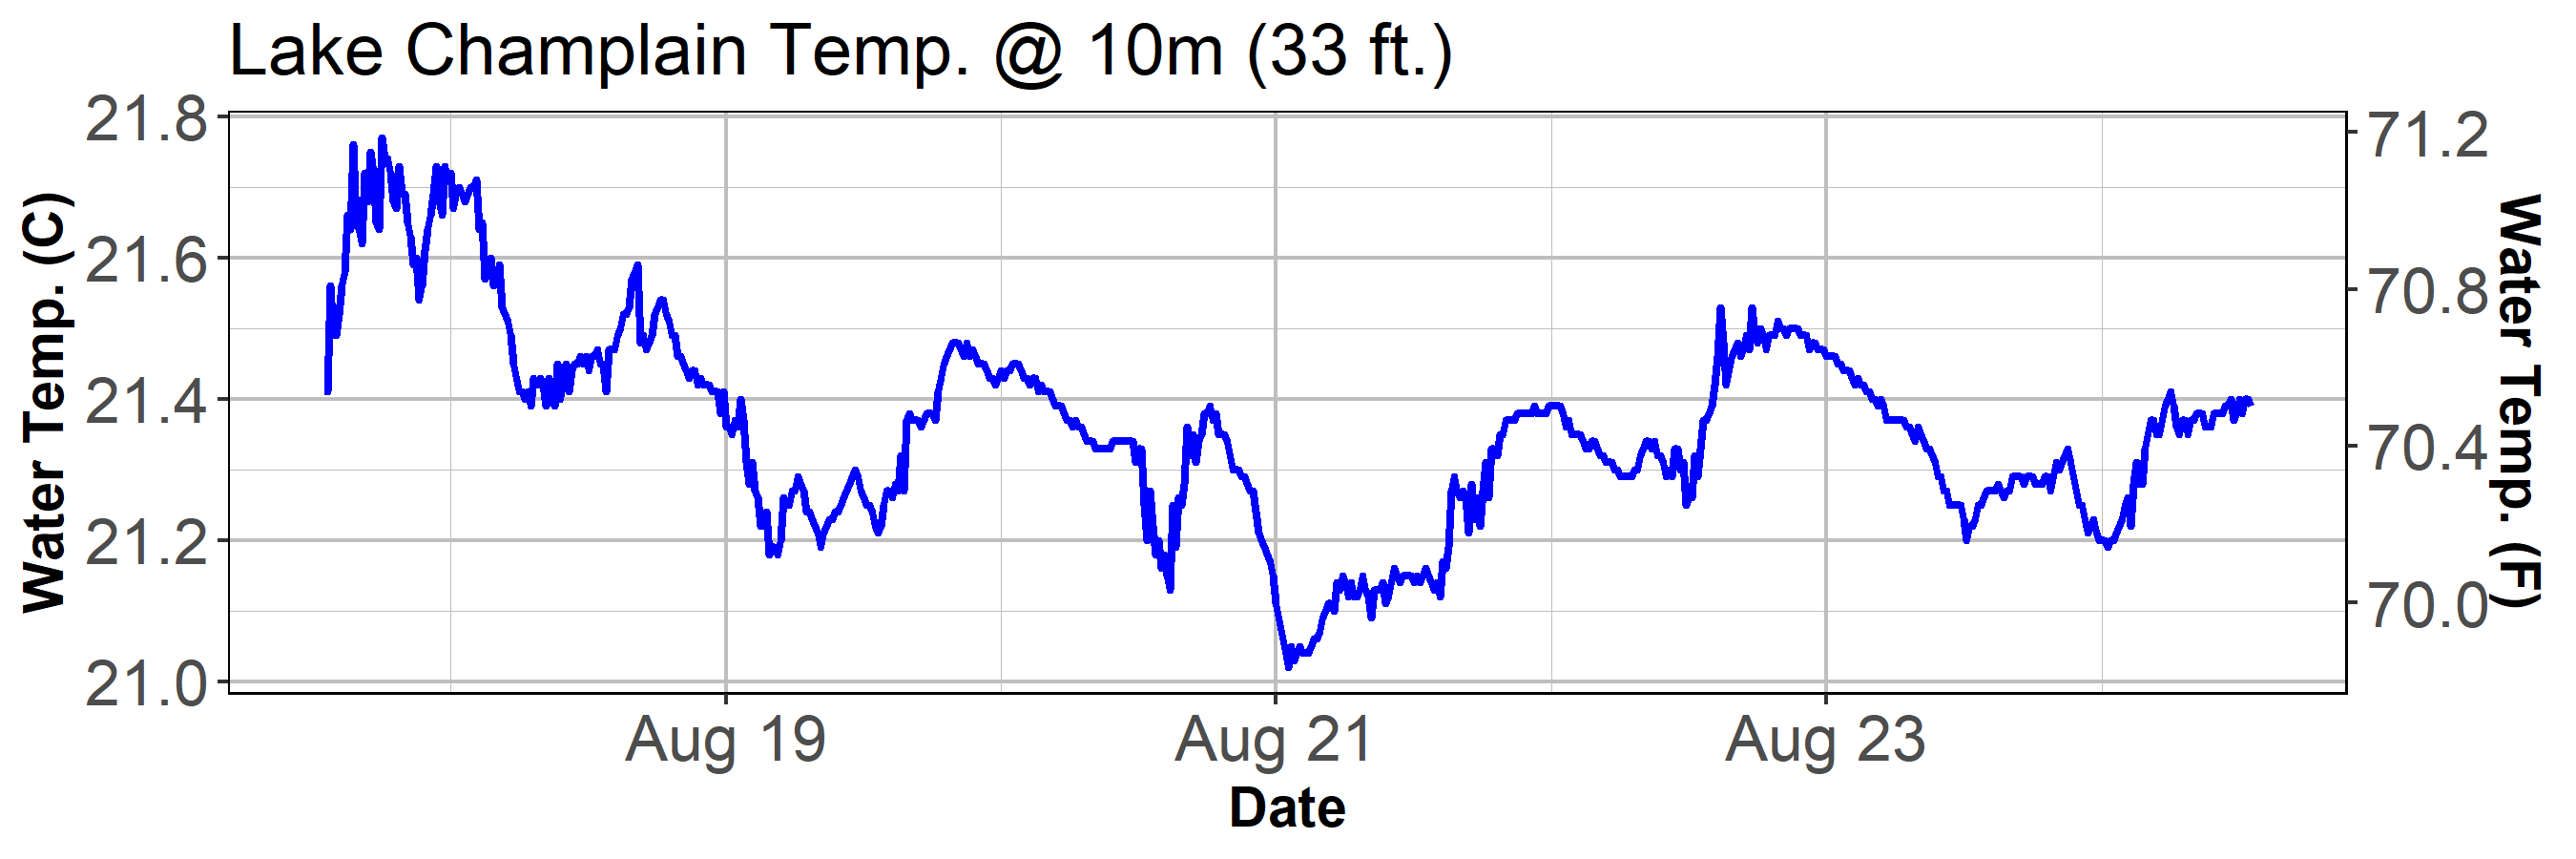 Lake Champlain Temp. @ 10m (33 ft.)
Water Temp. (C)
21.8
21.6
21.4
21.2
21.0
71.2
70.8
70.4
70.0
Water Temp. (F)
Aug 19
Aug 21
Aug 23
Date